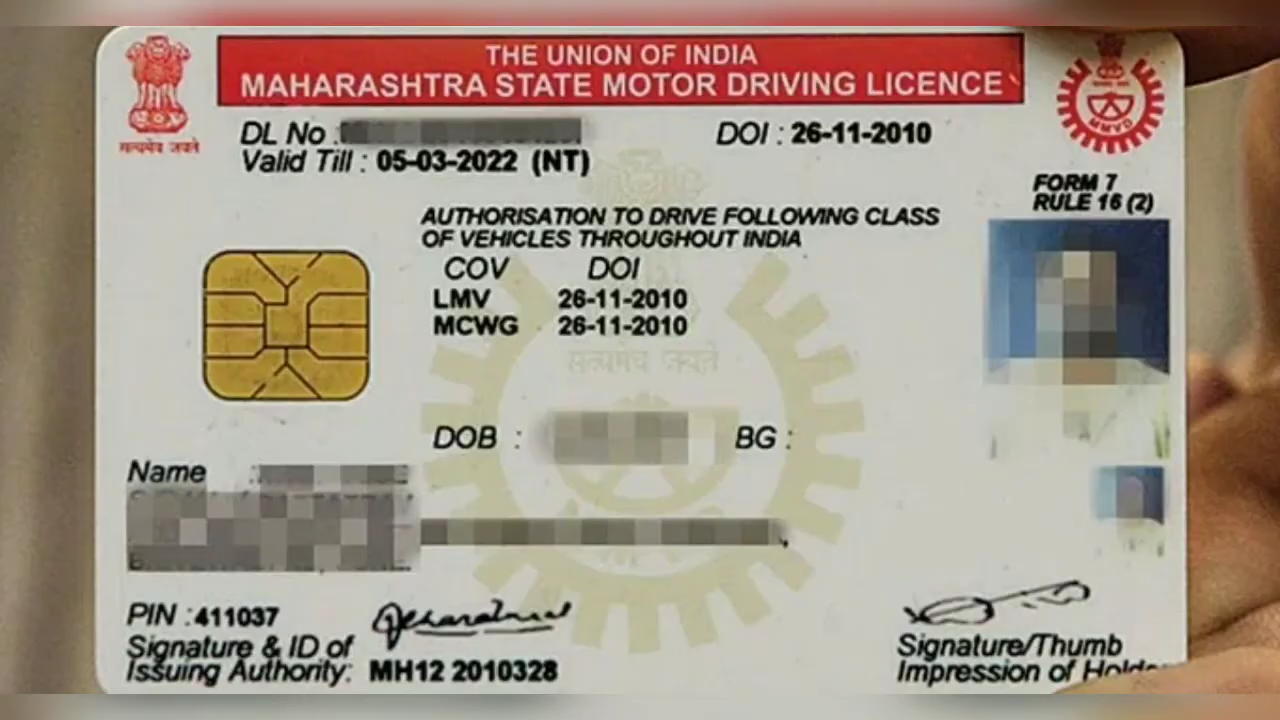 THE UNION OF INDIA
MAHARASHTRA STATE MOTOR DRIVING LICENCE
सत्यमेव जयते
MMVD
DL No :
DOI : 26-11-2010
Valid Till : 05-03-2022 (NT)
FORM 7
RULE 16 (2)
AUTHORISATION TO DRIVE FOLLOWING CLASS
OF VEHICLES THROUGHOUT INDIA
COV DOI
LMV 26-11-2010
MCWG 26-11-2010
सत्यमेव जयते
DOB : BG :
Name
PIN : 411037
Signature & ID of
Issuing Authority: MH12 2010328
Signature/Thumb
Impression of